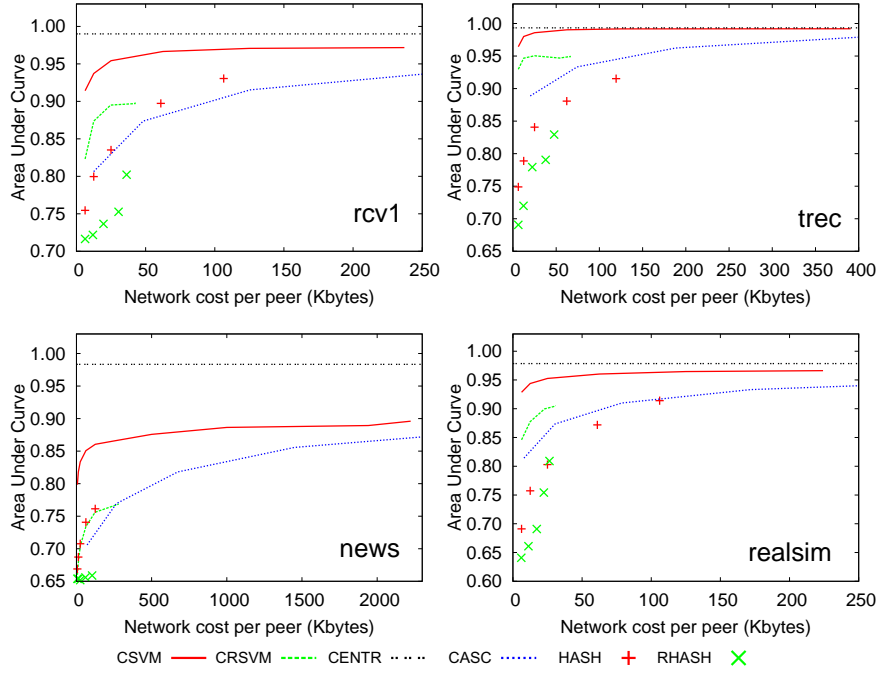 1.00
0.95
0.90
0.85
0.80
0.75
0.70
0 50 100 150 200 250
Area Under Curve
Network cost per peer (Kbytes)
rcv1
1.00
0.95
0.90
0.85
0.80
0.75
0.70
0.65
0 50 100 150 200 250 300 350 400
Area Under Curve
Network cost per peer (Kbytes)
trec
1.00
0.95
0.90
0.85
0.80
0.75
0.70
0.65
0 500 1000 1500 2000
Area Under Curve
Network cost per peer (Kbytes)
news
1.00
0.95
0.90
0.85
0.80
0.75
0.70
0.65
0.60
0 50 100 150 200 250
Area Under Curve
Network cost per peer (Kbytes)
realsim
CSVM CRSVM CENTR CASC HASH RHASH